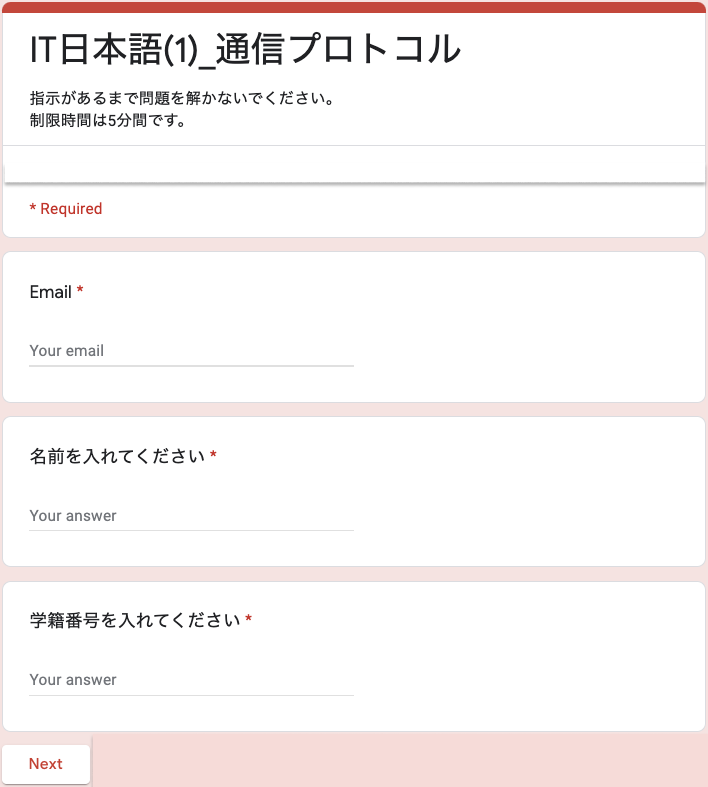 IT日本語(1)_通信プロトコル
指示があるまで問題を解かないでください。
制限時間は5分間です。
* Required
Email *
Your email
名前を入れてください *
Your answer
学籍番号を入れてください *
Your answer
Next